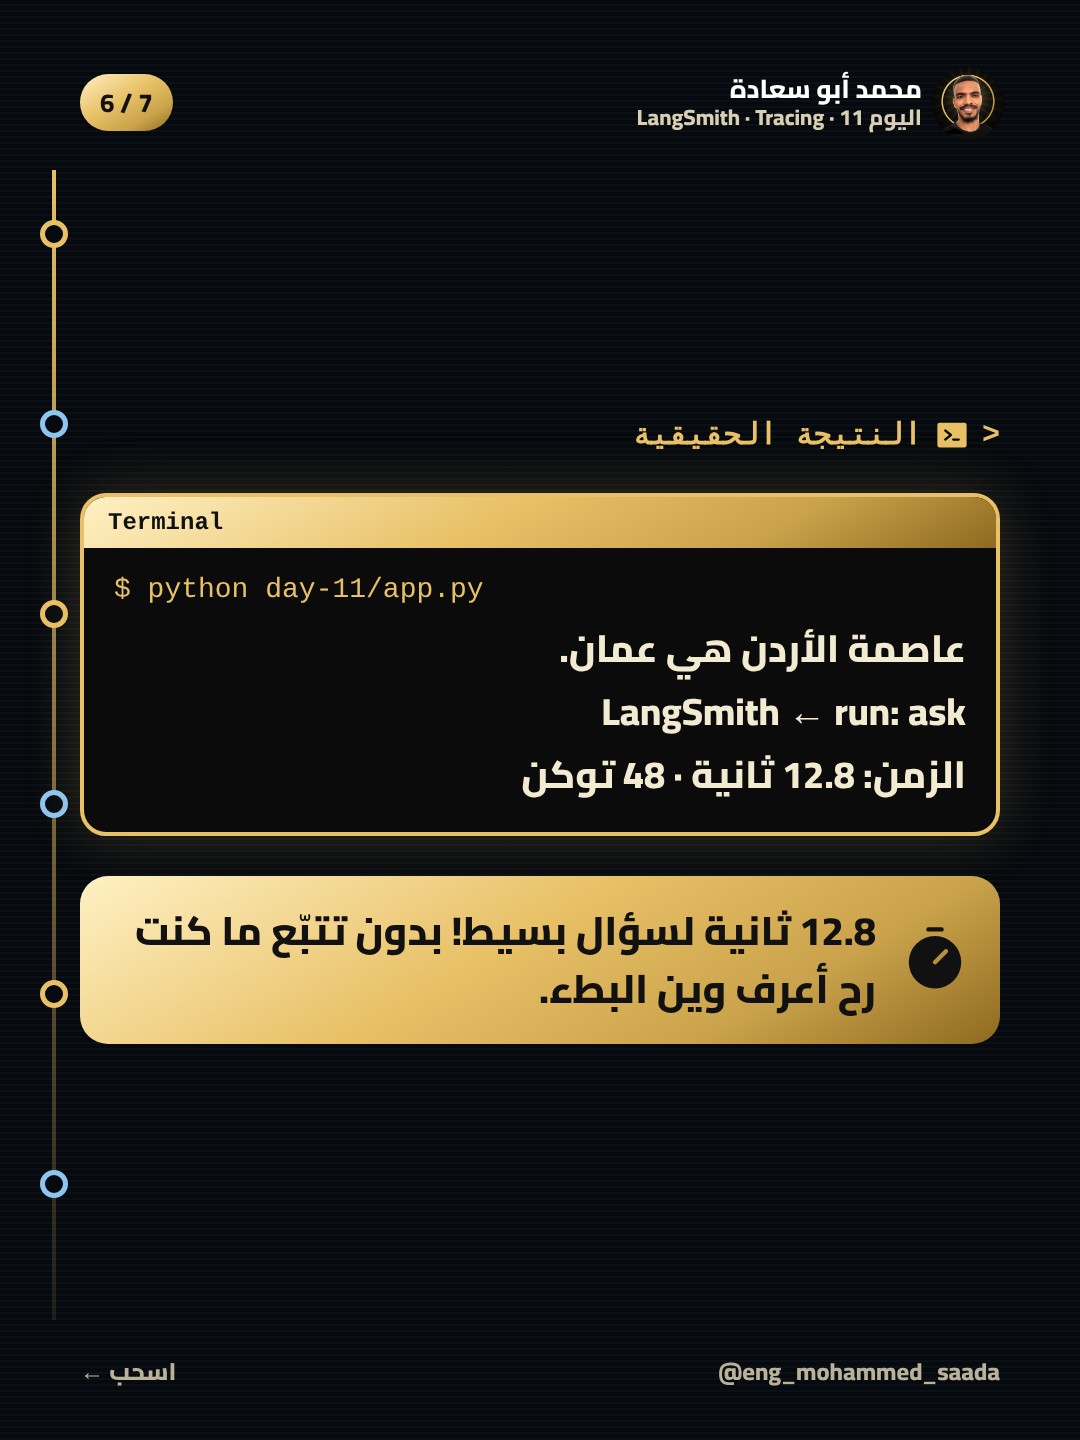 محمد أبو سعادة
اليوم 11 · LangSmith · Tracing
6 / 7
> النتيجة الحقيقية
Terminal
$ python day-11/app.py
عاصمة الأردن هي عمان.
LangSmith ← run: ask
الزمن: 12.8 ثانية · 48 توكن
12.8 ثانية لسؤال بسيط! بدون تتبّع ما كنت
رح أعرف وين البطء.
@eng_mohammed_saada
اسحب ←